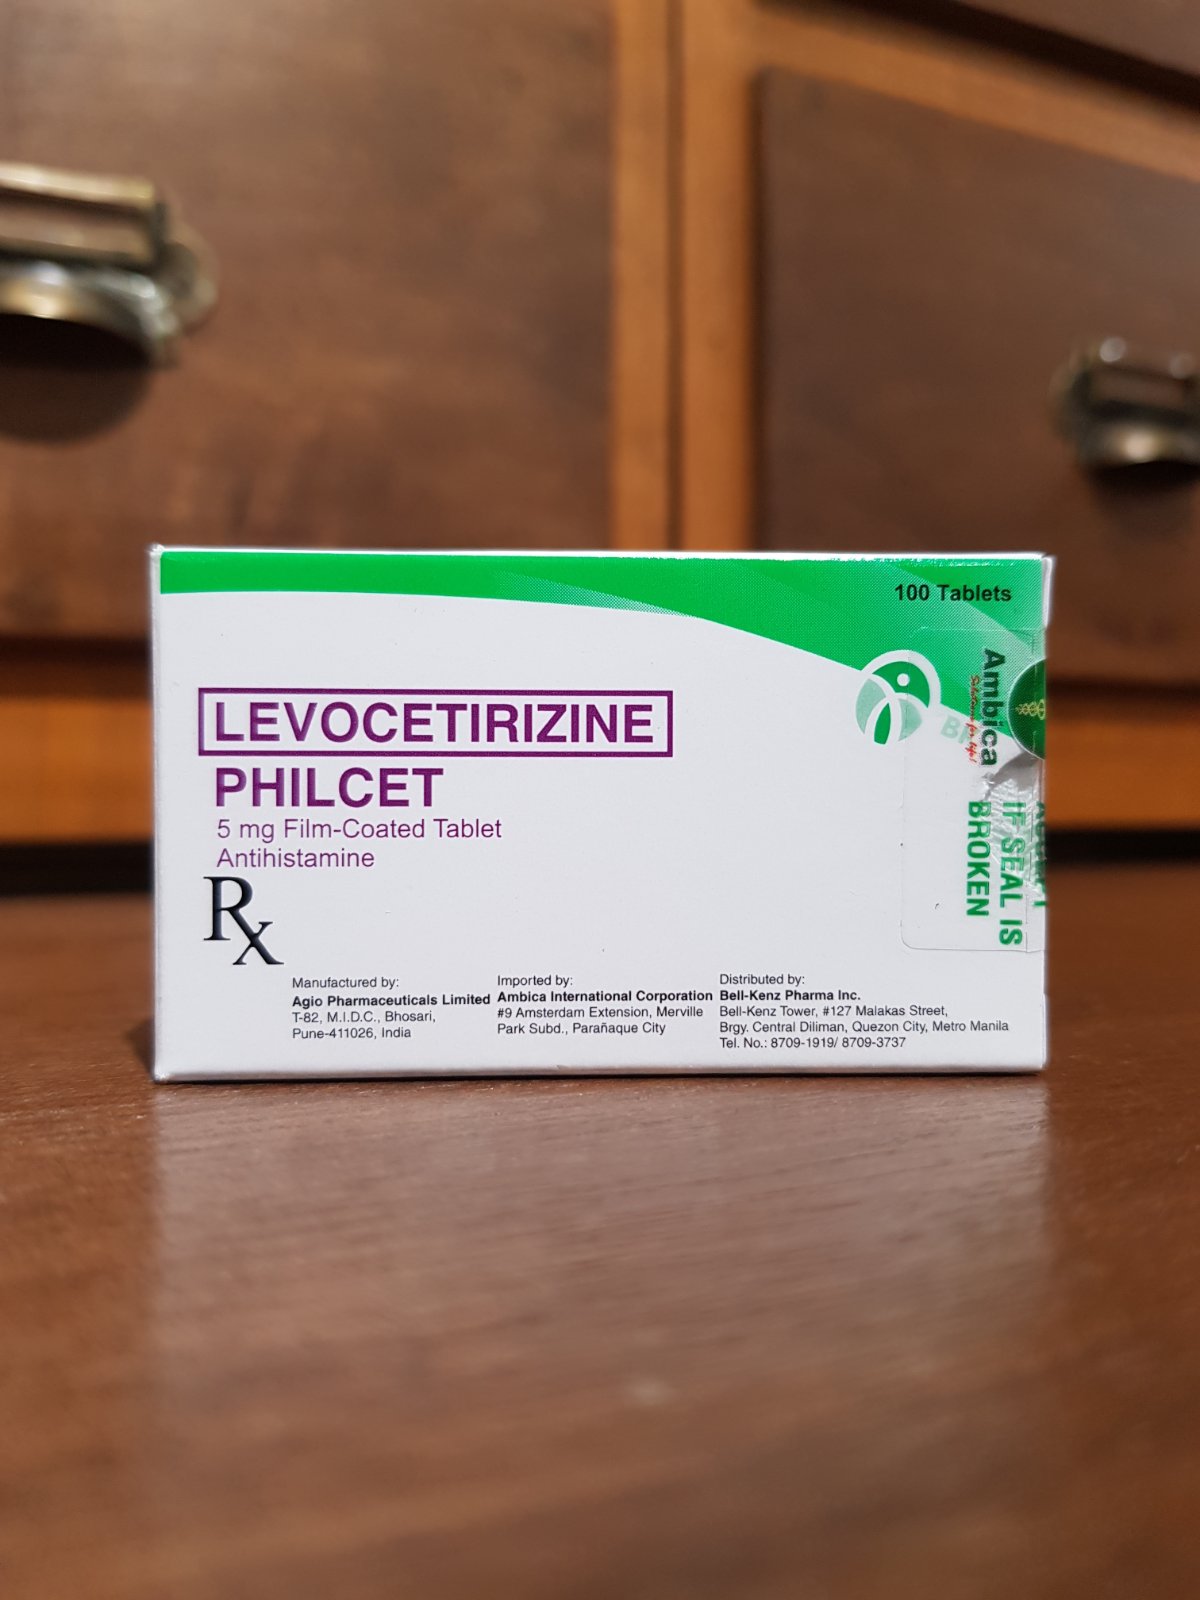 100 Tablets
LEVOCETIRIZINE
PHILCET
5 mg Film-Coated Tablet
Antihistamine
Rx
Ambica
Solutions for life!
IF SEAL IS
BROKEN
Manufactured by:
Agio Pharmaceuticals Limited
T-82, M.I.D.C., Bhosari,
Pune-411026, India
Imported by:
Ambica International Corporation
#9 Amsterdam Extension, Merville
Park Subd., Parañaque City
Distributed by:
Bell-Kenz Pharma Inc.
Bell-Kenz Tower, #127 Malakas Street,
Brgy. Central Diliman, Quezon City, Metro Manila
Tel. No.: 8709-1919/ 8709-3737